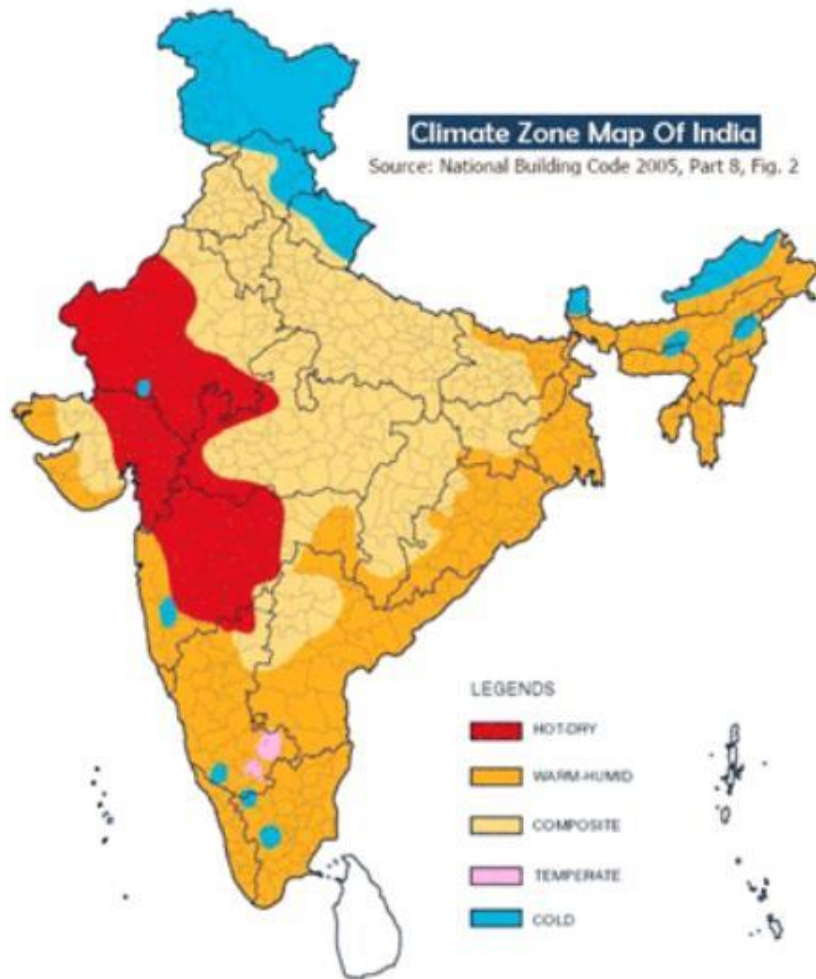 Climate Zone Map Of India
Source: National Building Code 2005, Part 8, Fig. 2
LEGENDS
HOT-DRY
WARM-HUMID
COMPOSITE
TEMPERATE
COLD